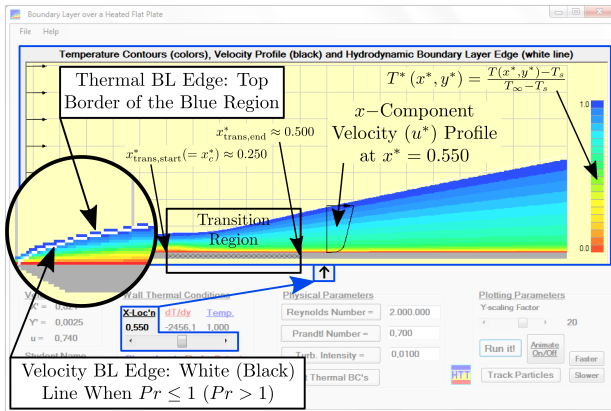 Boundary Layer over a Heated Flat Plate
File Help
Temperature Contours (colors), Velocity Profile (black) and Hydrodynamic Boundary Layer Edge (white line)
Thermal BL Edge: Top
Border of the Blue Region
T* (x*,y*) = T(x*,y*)−Tₛ / T∞−Tₛ
x*trans,end ≈ 0.500
x*trans,start(= x*c) ≈ 0.250
x−Component
Velocity (u*) Profile
at x* = 0.550
1.0
0.0
Transition
Region
Wall Thermal Conditions
Physical Parameters
Plotting Parameters
X' =
Y' = 0,0025
u = 0,740
X-Loc'n dT/dy Temp.
0,550 -2456,1 1,000
Reynolds Number = 2.000.000
Prandtl Number = 0,700
Turb. Intensity = 0,0100
Thermal BC's
Y-scaling Factor
20
Run it! Animate On/Off
Faster
HTT Track Particles Slower
Velocity BL Edge: White (Black)
Line When Pr ≤ 1 (Pr > 1)